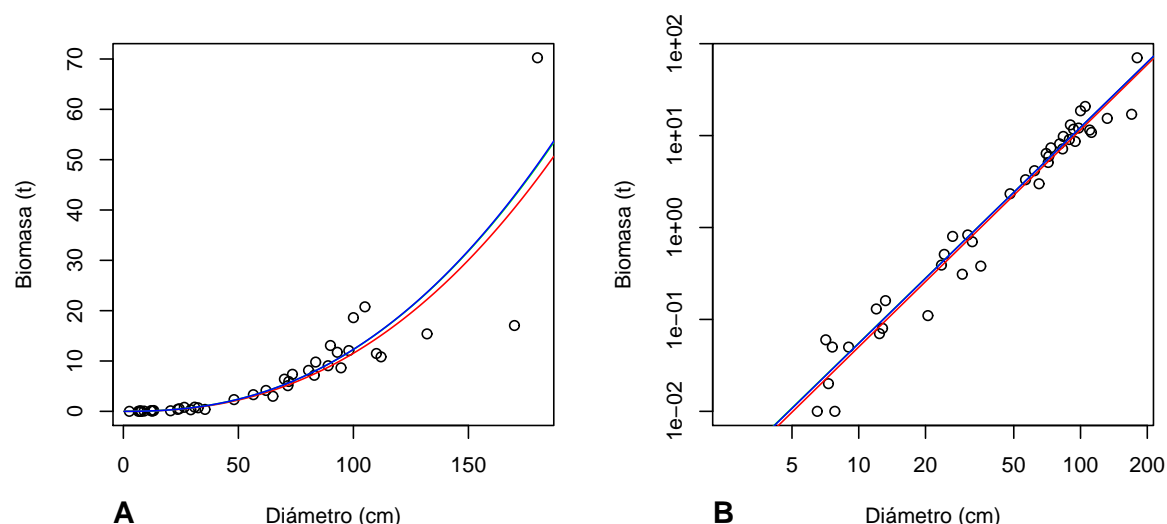 70
60
50
40
30
20
10
0
Biomasa (t)
0 50 100 150
A Diámetro (cm)
1e+02
1e+01
1e+00
1e−01
1e−02
Biomasa (t)
5 10 20 50 100 200
B Diámetro (cm)